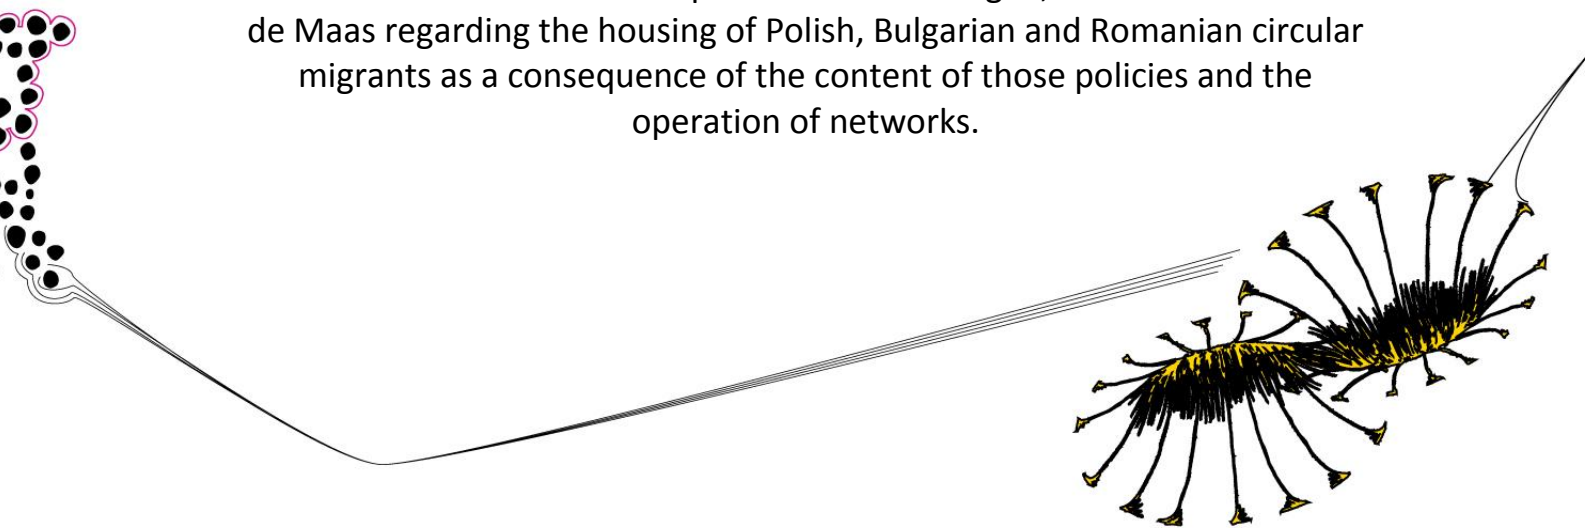 de Maas regarding the housing of Polish, Bulgarian and Romanian circular
migrants as a consequence of the content of those policies and the
operation of networks.